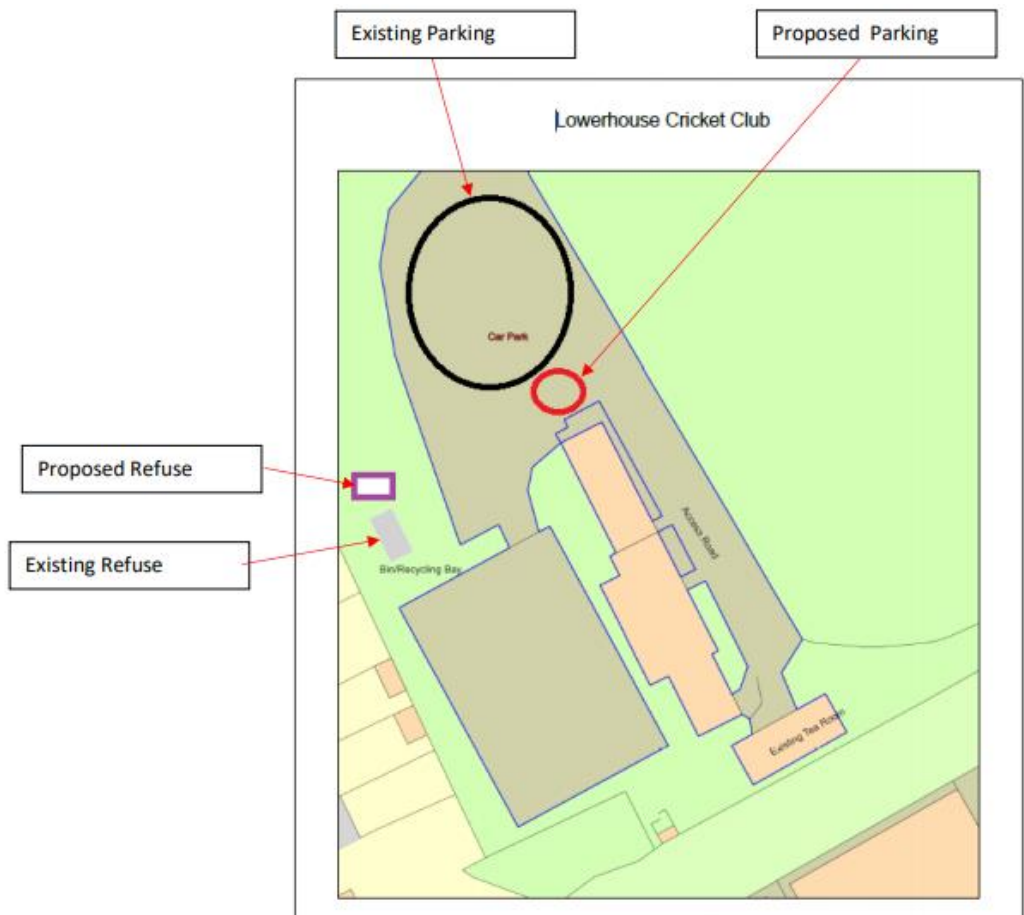 Existing Parking
Proposed Parking
Lowerhouse Cricket Club
Car Park
Proposed Refuse
Existing Refuse
Bin/Recycling Bay
Access Road
Existing Tea Room